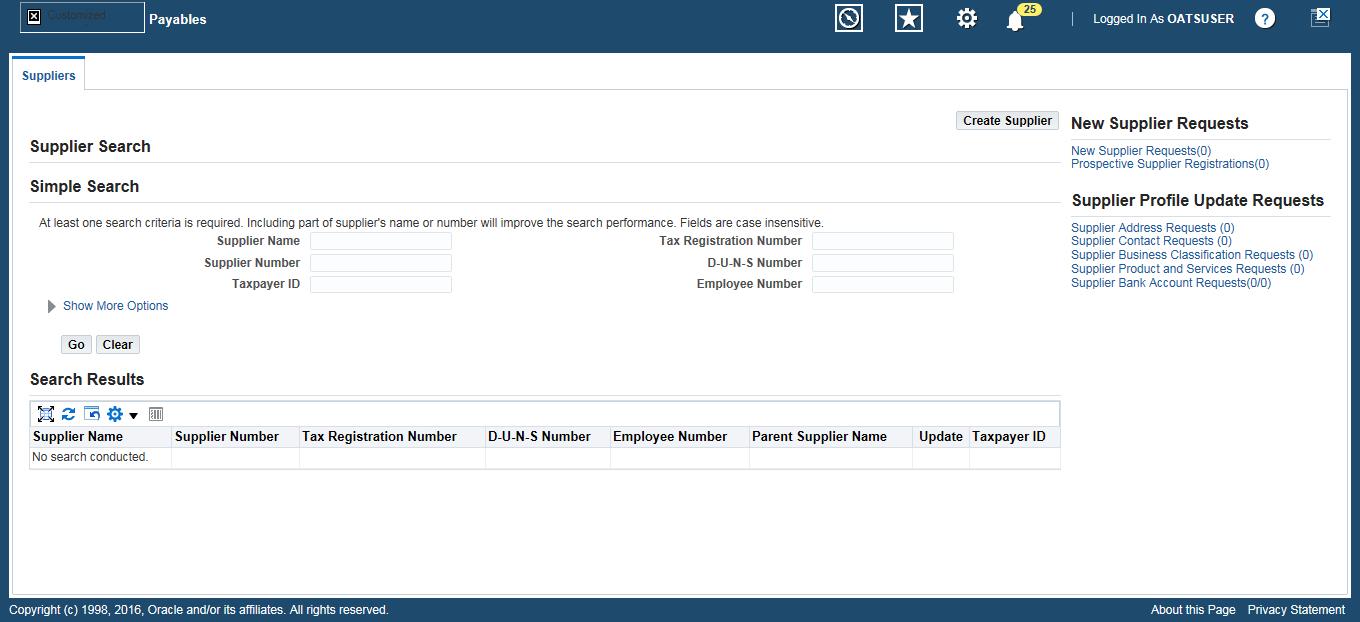 Customized
Payables
25
Logged In As OATSUSER
?
Suppliers
Create Supplier
Supplier Search
Simple Search
At least one search criteria is required. Including part of supplier's name or number will improve the search performance. Fields are case insensitive.
Supplier Name
Tax Registration Number
Supplier Number
D-U-N-S Number
Taxpayer ID
Employee Number
Show More Options
Go Clear
Search Results
Supplier Name Supplier Number Tax Registration Number D-U-N-S Number Employee Number Parent Supplier Name Update Taxpayer ID
No search conducted.
New Supplier Requests
New Supplier Requests(0)
Prospective Supplier Registrations(0)
Supplier Profile Update Requests
Supplier Address Requests (0)
Supplier Contact Requests (0)
Supplier Business Classification Requests (0)
Supplier Product and Services Requests (0)
Supplier Bank Account Requests(0/0)
Copyright (c) 1998, 2016, Oracle and/or its affiliates. All rights reserved.
About this Page Privacy Statement